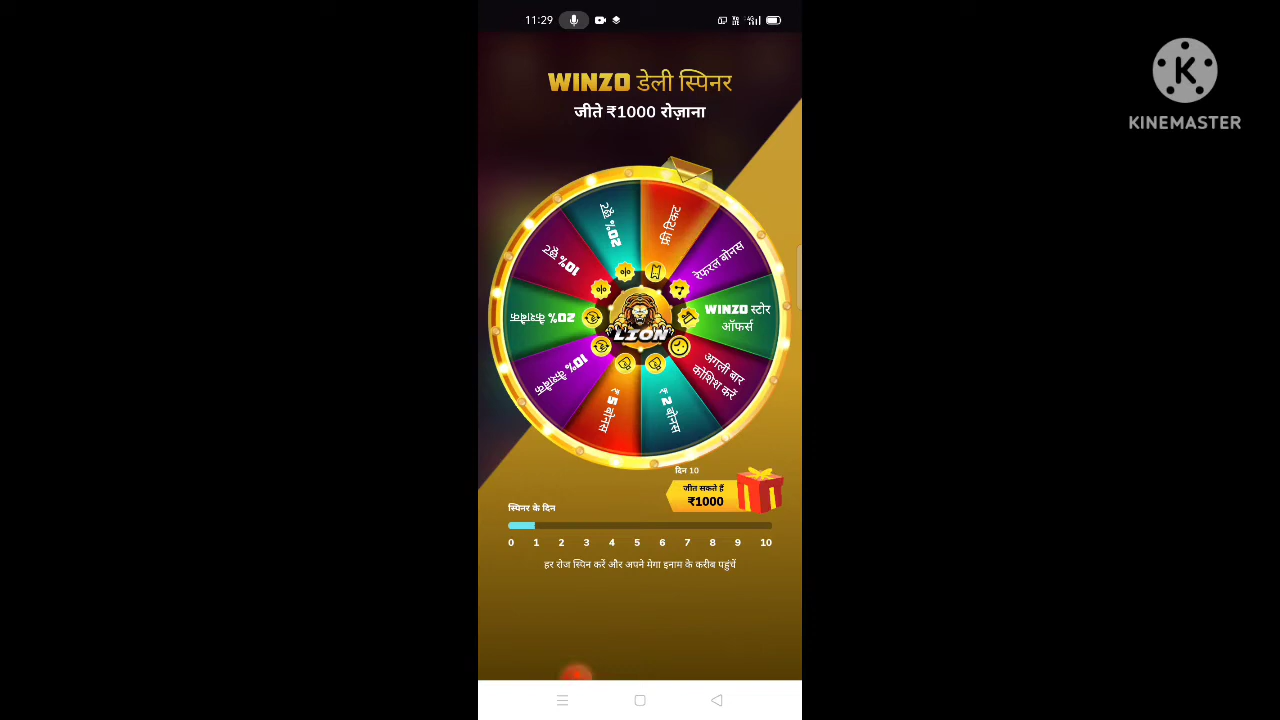 11:29
WINZO डेली स्पिनर
जीते ₹1000 रोज़ाना
KINEMASTER
20% छूट
फ्री टिकट
10% छूट
रेफरल बोनस
20% कैशबैक
WINZO स्टोर
ऑफर्स
LION
10% कैशबैक
अगली बार
कोशिश करें
₹ 5 बोनस
₹ 2 बोनस
दिन 10
जीत सकते हैं
₹1000
स्पिनर के दिन
0 1 2 3 4 5 6 7 8 9 10
हर रोज स्पिन करें और अपने मेगा इनाम के करीब पहुंचें